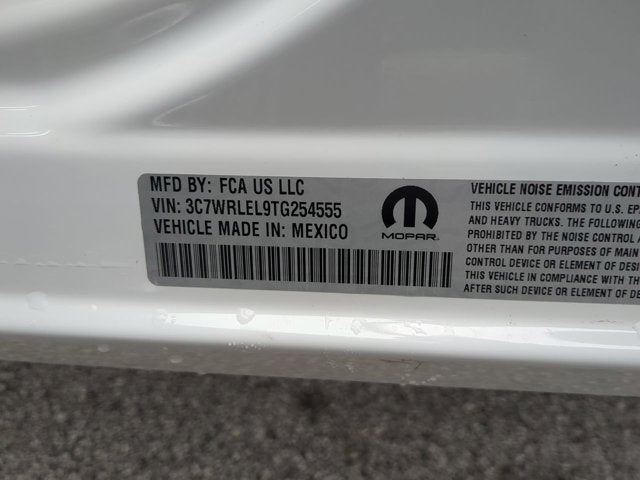 MFD BY: FCA US LLC
VIN: 3C7WRLEL9TG254555
VEHICLE MADE IN: MEXICO
MOPAR
VEHICLE NOISE EMISSION
THIS VEHICLE CONFORMS TO U.S. EP
AND HEAVY TRUCKS. THE FOLLOWING
PROHIBITED BY THE NOISE CONTROL
OTHER THAN FOR PURPOSES OF MAIN
CONTROL DEVICE OR ELEMENT OF DESI
THIS VEHICLE IN COMPLIANCE WITH THE
AFTER SUCH DEVICE OR ELEMENT OF DE